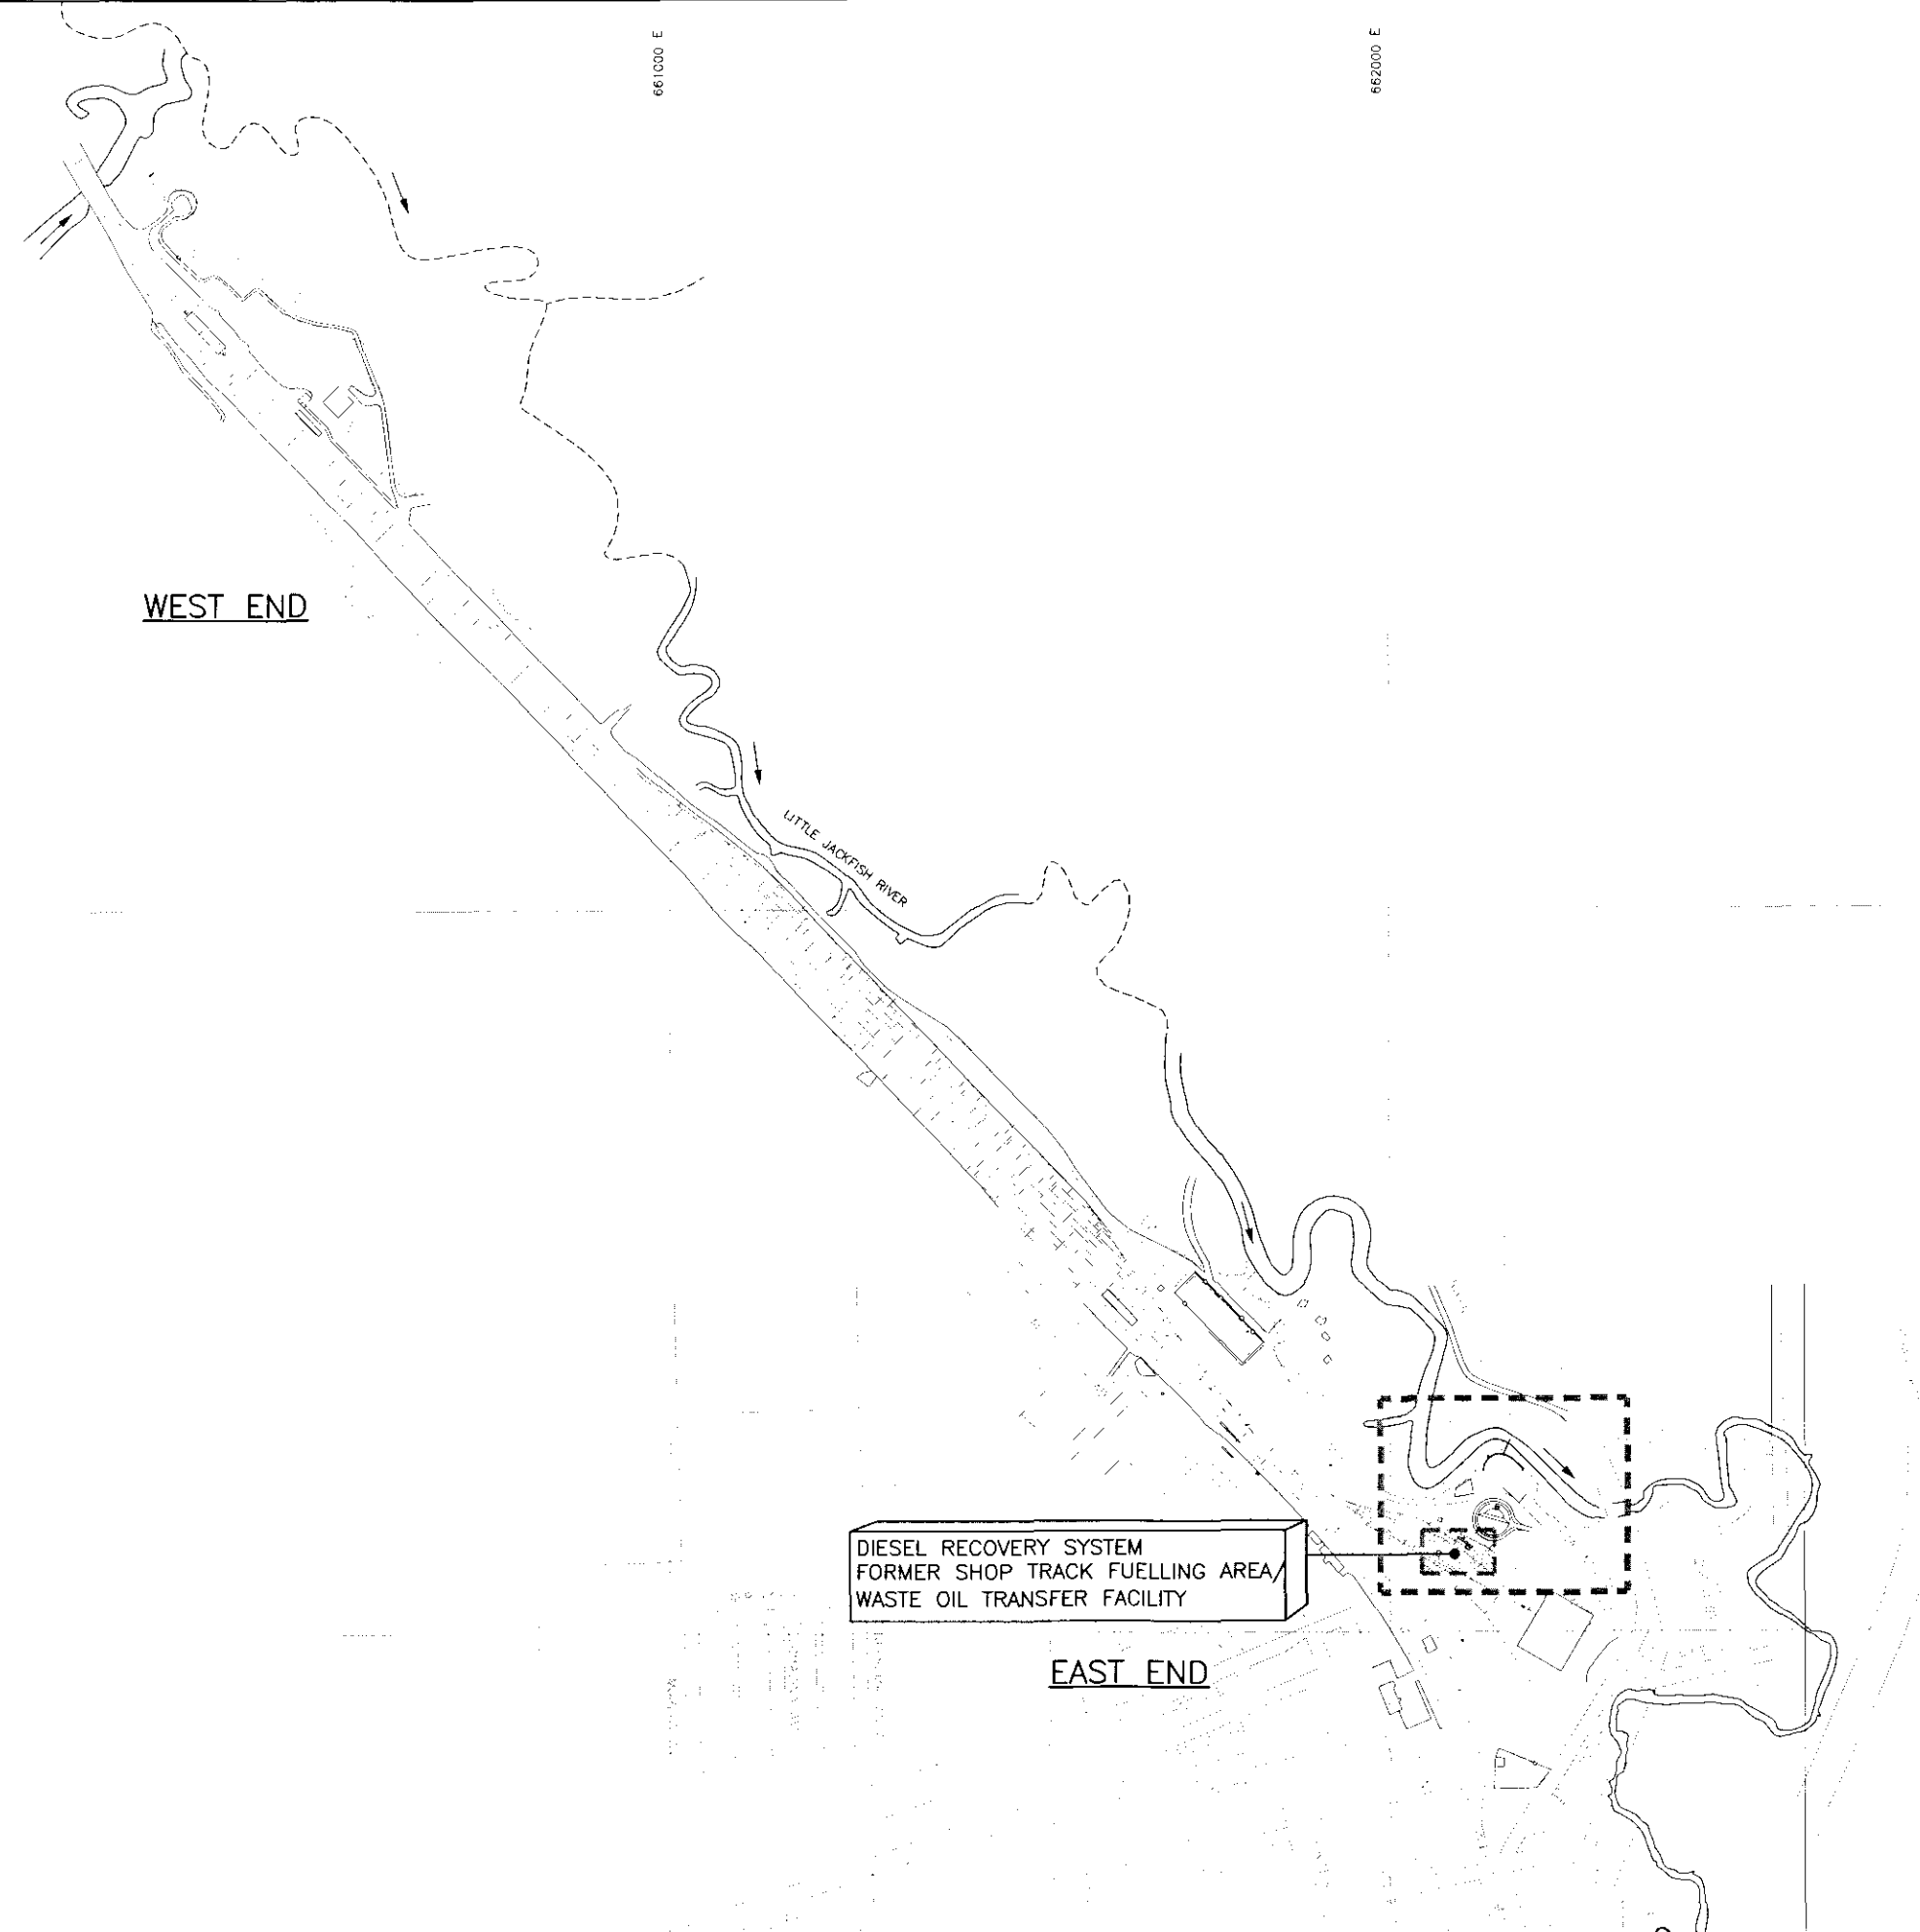 661000 E
662000 E
WEST END
LITTLE JACKFISH RIVER
DIESEL RECOVERY SYSTEM
FORMER SHOP TRACK FUELLING AREA/
WASTE OIL TRANSFER FACILITY
EAST END